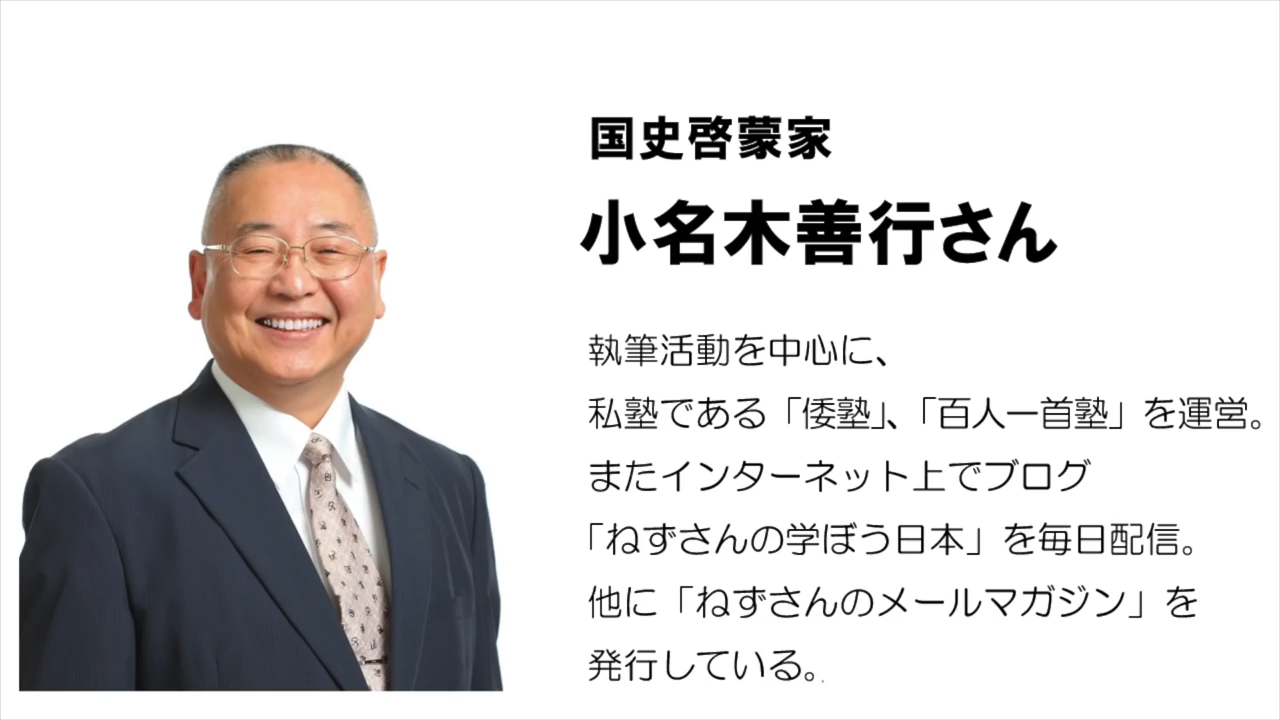 国史啓蒙家
小名木善行さん
執筆活動を中心に、
私塾である「倭塾」、「百人一首塾」を運営。
またインターネット上でブログ
「ねずさんの学ぼう日本」を毎日配信。
他に「ねずさんのメールマガジン」を
発行している。